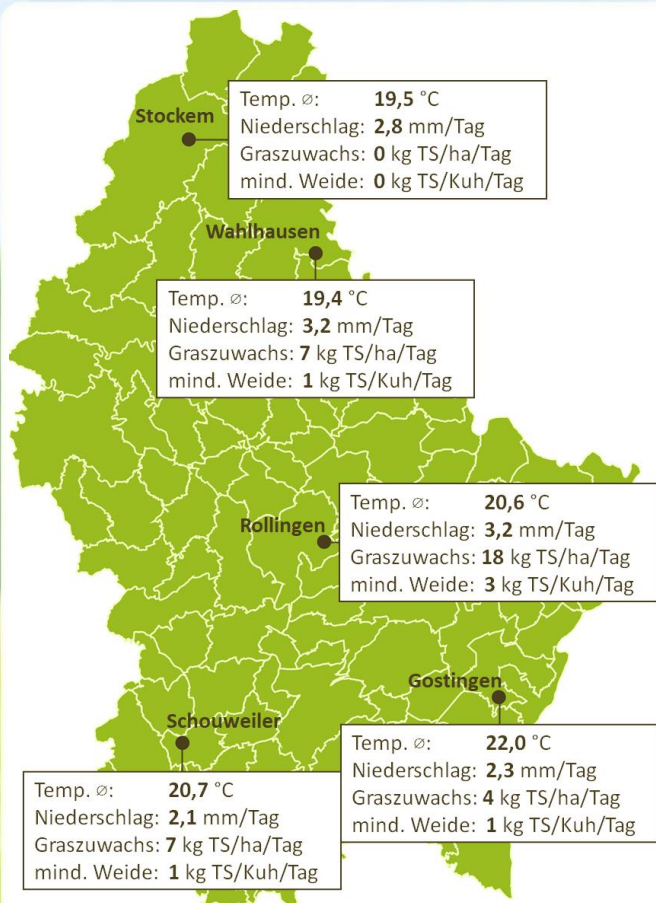 Stockem
Temp. ⌀: 19,5 °C
Niederschlag: 2,8 mm/Tag
Graszuwachs: 0 kg TS/ha/Tag
mind. Weide: 0 kg TS/Kuh/Tag
Wahlhausen
Temp. ⌀: 19,4 °C
Niederschlag: 3,2 mm/Tag
Graszuwachs: 7 kg TS/ha/Tag
mind. Weide: 1 kg TS/Kuh/Tag
Rollingen
Temp. ⌀: 20,6 °C
Niederschlag: 3,2 mm/Tag
Graszuwachs: 18 kg TS/ha/Tag
mind. Weide: 3 kg TS/Kuh/Tag
Gostingen
Temp. ⌀: 22,0 °C
Niederschlag: 2,3 mm/Tag
Graszuwachs: 4 kg TS/ha/Tag
mind. Weide: 1 kg TS/Kuh/Tag
Schouweiler
Temp. ⌀: 20,7 °C
Niederschlag: 2,1 mm/Tag
Graszuwachs: 7 kg TS/ha/Tag
mind. Weide: 1 kg TS/Kuh/Tag